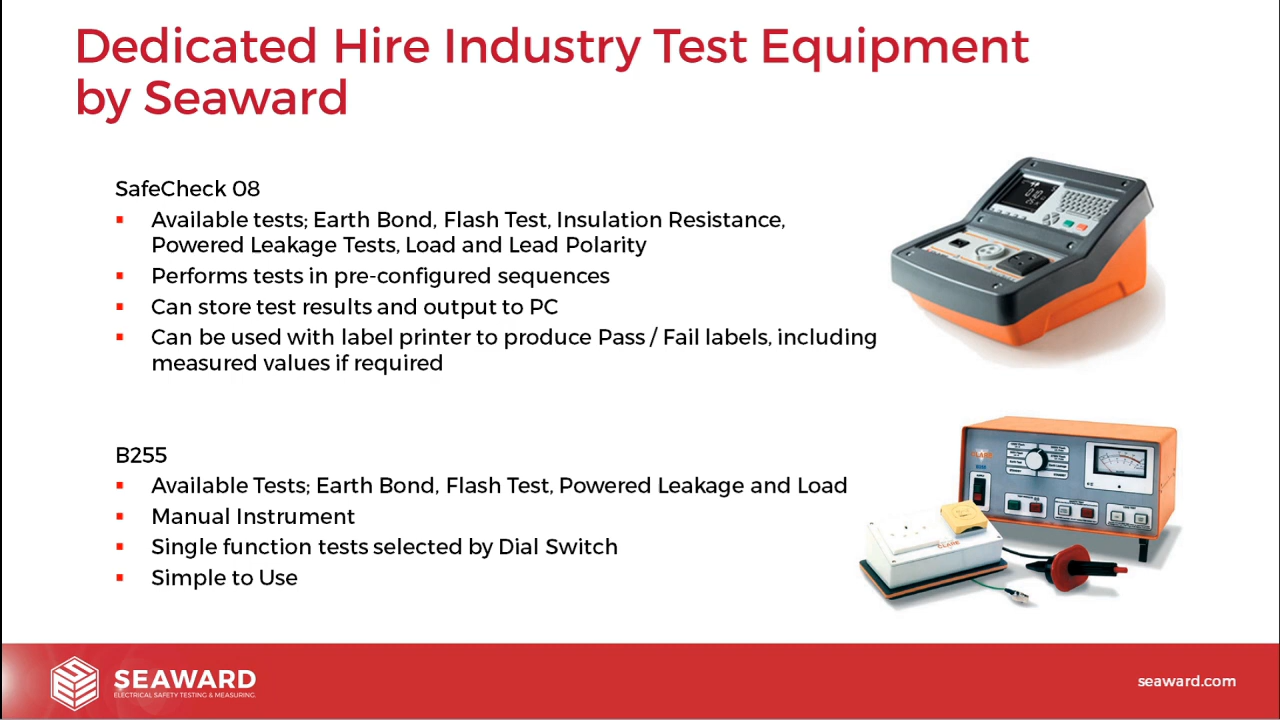 Dedicated Hire Industry Test Equipment
by Seaward
SafeCheck 08
▪ Available tests; Earth Bond, Flash Test, Insulation Resistance,
Powered Leakage Tests, Load and Lead Polarity
▪ Performs tests in pre-configured sequences
▪ Can store test results and output to PC
▪ Can be used with label printer to produce Pass / Fail labels, including
measured values if required
B255
▪ Available Tests; Earth Bond, Flash Test, Powered Leakage and Load
▪ Manual Instrument
▪ Single function tests selected by Dial Switch
▪ Simple to Use
CLARE
CLARE
SEAWARD
ELECTRICAL SAFETY TESTING & MEASURING.
seaward.com